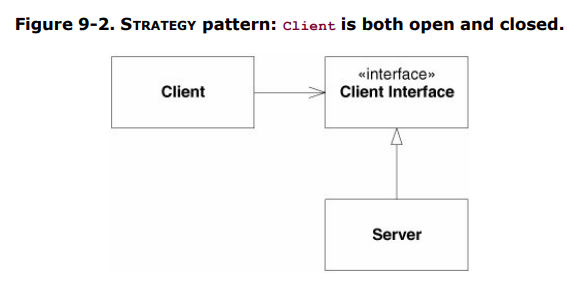 Figure 9-2. STRATEGY pattern: Client is both open and closed.
Client
«interface»
Client Interface
Server